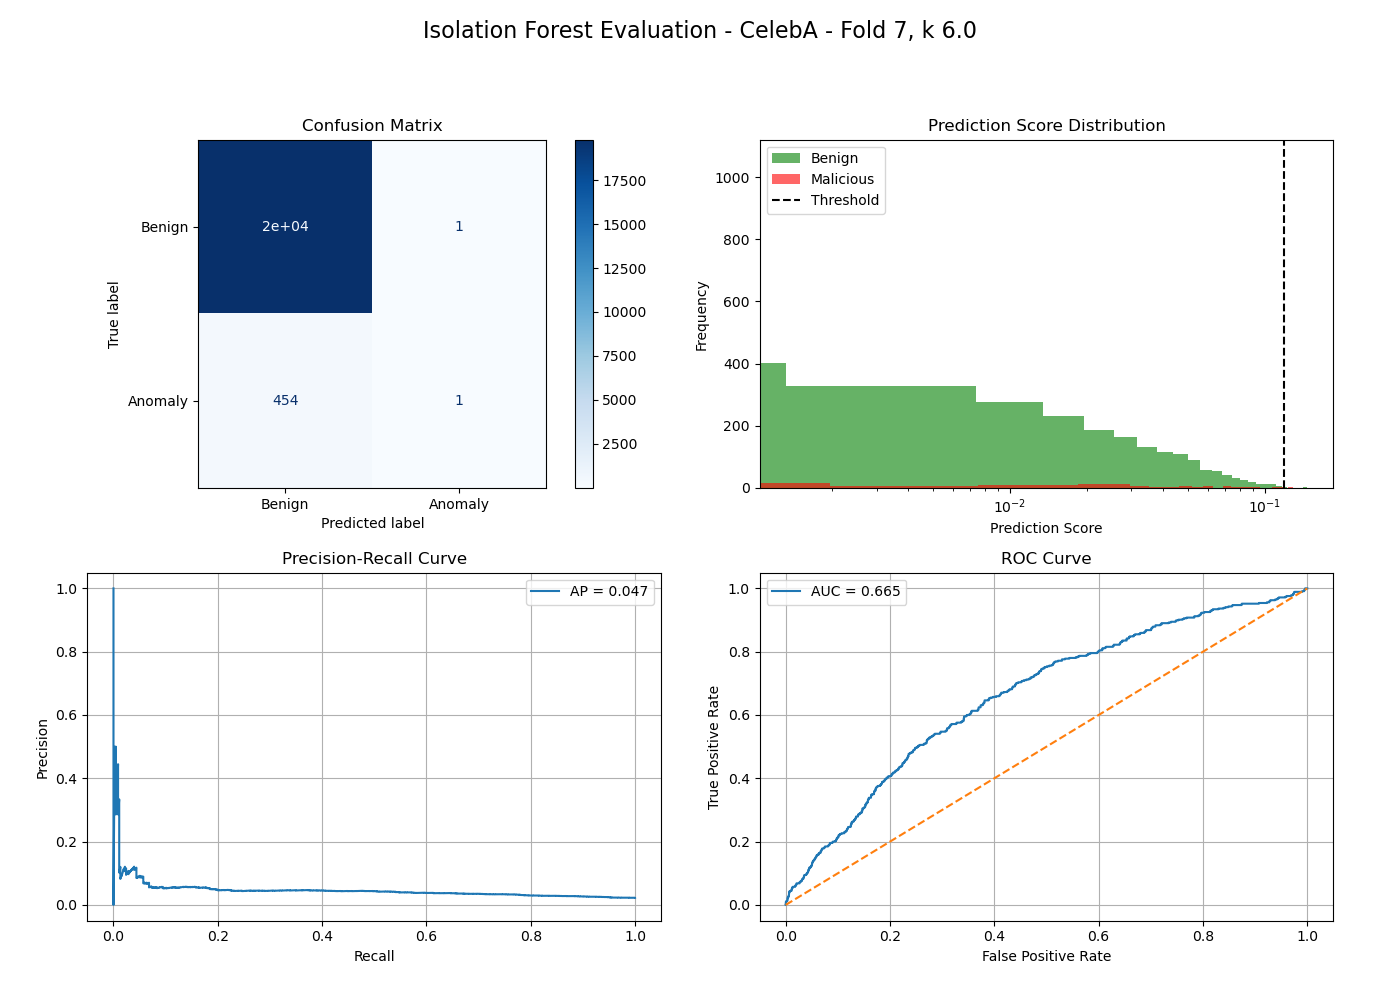 Isolation Forest Evaluation - CelebA - Fold 7, k 6.0
Confusion Matrix
True label
Benign
Anomaly
2e+04
1
454
1
Benign
Anomaly
Predicted label
17500
15000
12500
10000
7500
5000
2500
Prediction Score Distribution
Frequency
1000
800
600
400
200
0
Benign
Malicious
Threshold
10⁻²
10⁻¹
Prediction Score
Precision-Recall Curve
Precision
1.0
0.8
0.6
0.4
0.2
0.0
AP = 0.047
0.0
0.2
0.4
0.6
0.8
1.0
Recall
ROC Curve
True Positive Rate
1.0
0.8
0.6
0.4
0.2
0.0
AUC = 0.665
0.0
0.2
0.4
0.6
0.8
1.0
False Positive Rate